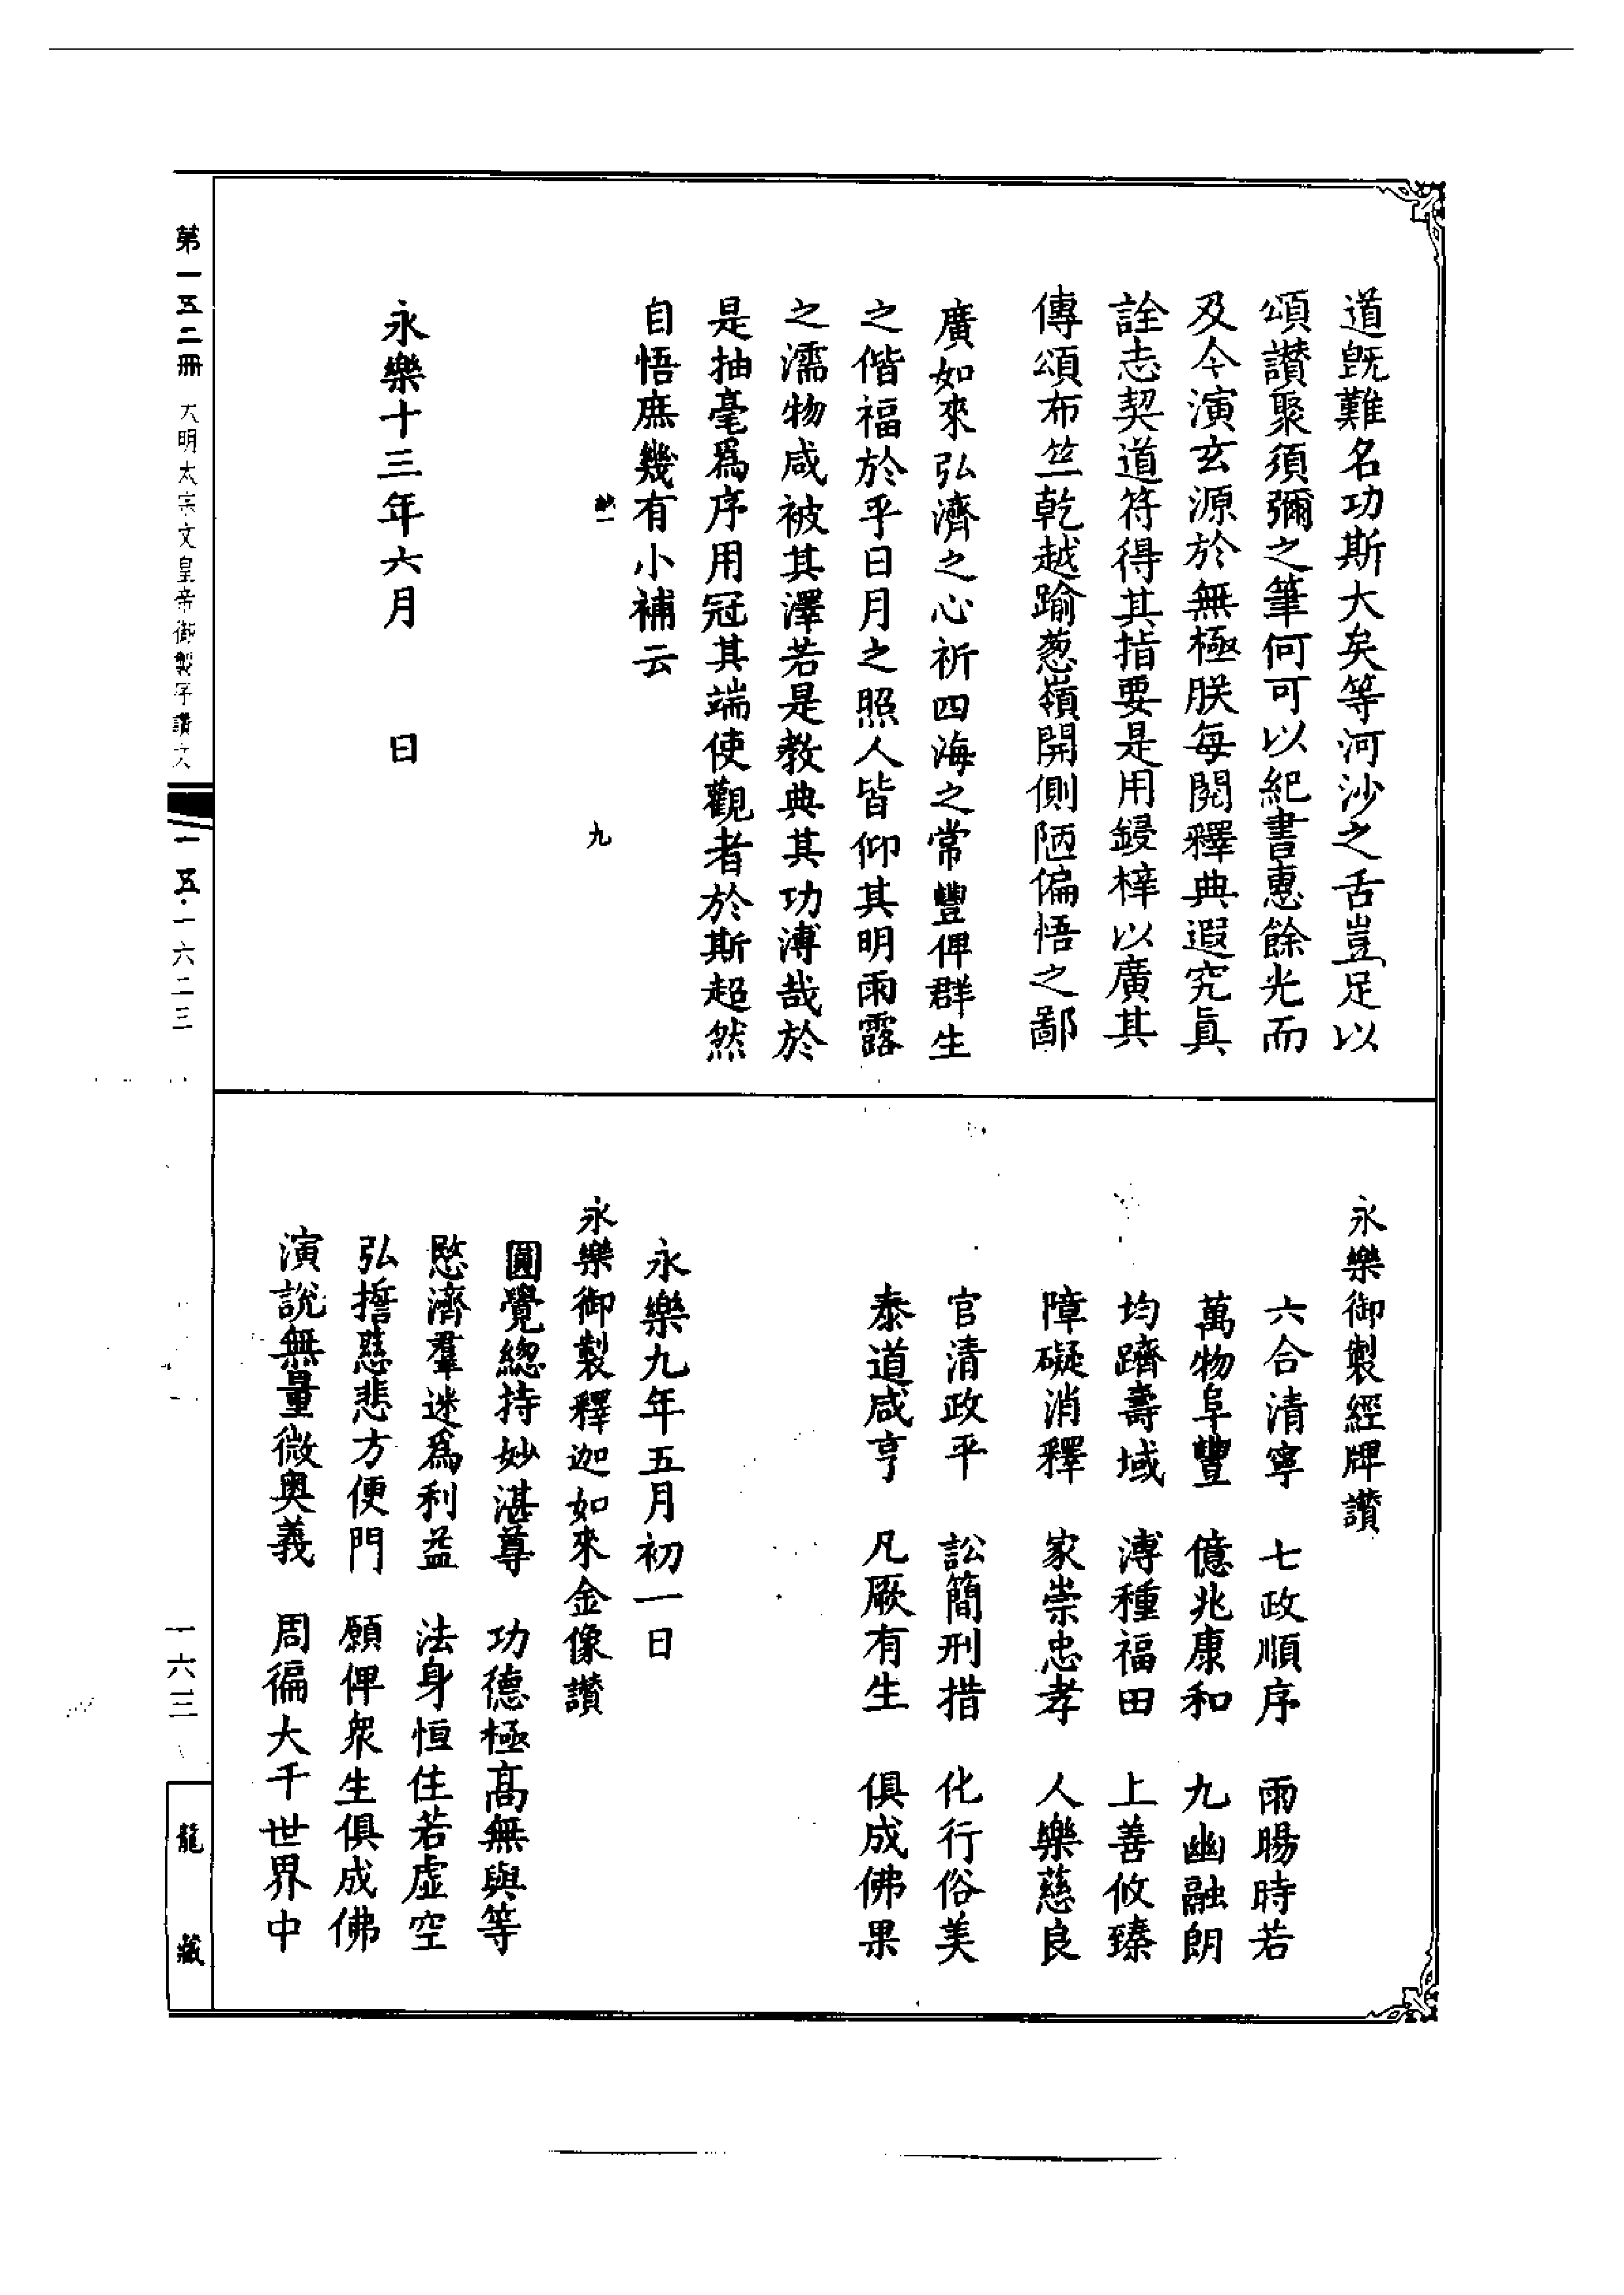 道旣難名功斯大矣等河沙之舌豈足以
頌讚聚須彌之筆何可以紀書惠餘光而
及今演玄源於無極朕每閱釋典遐究眞
詮志契道符得其指要是用鋟梓以廣其
傳頌布竺乾越踰葱嶺開側陋偏悟之鄙
廣如來弘濟之心祈四海之常豐俾群生
之偕福於乎日月之照人皆仰其明雨露
之濡物咸被其澤若是教典其功溥哉於
是抽毫爲序用冠其端使觀者於斯超然
自悟庶幾有小補云
九
永樂十三年六月 日
永樂御製經牌讚
六合清寧 七政順序 雨暘時若
萬物阜豐 億兆康和 九幽融朗
均躋壽域 溥種福田 上善攸臻
障礙消釋 家崇忠孝 人樂慈良
官清政平 訟簡刑措 化行俗美
泰道咸亨 凡厥有生 俱成佛果
永樂九年五月初一日
永樂御製釋迦如來金像讚
圓覺緫持妙湛尊 功德極高無與等
愍濟羣迷爲利益 法身恒住若虛空
弘誓慈悲方便門 願俾衆生俱成佛
演說無量微奧義 周徧大千世界中
第一五二冊 大明太宗文皇帝御製序讚文
一五·一六二三
一六三
龍藏